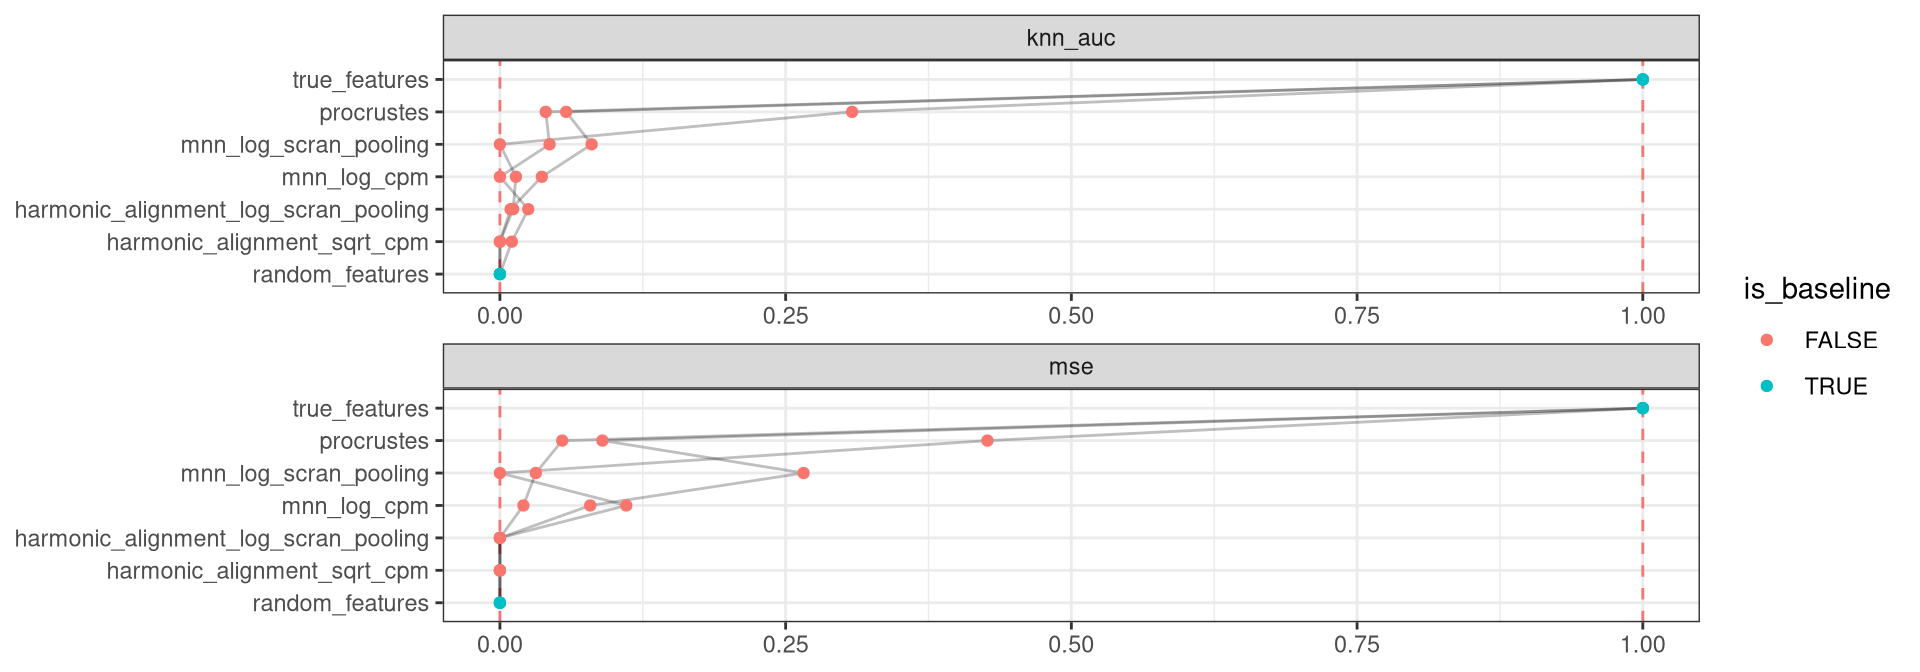 knn_auc
true_features
procrustes
mnn_log_scran_pooling
mnn_log_cpm
harmonic_alignment_log_scran_pooling
harmonic_alignment_sqrt_cpm
random_features
0.00 0.25 0.50 0.75 1.00
mse
true_features
procrustes
mnn_log_scran_pooling
mnn_log_cpm
harmonic_alignment_log_scran_pooling
harmonic_alignment_sqrt_cpm
random_features
0.00 0.25 0.50 0.75 1.00
is_baseline
FALSE
TRUE